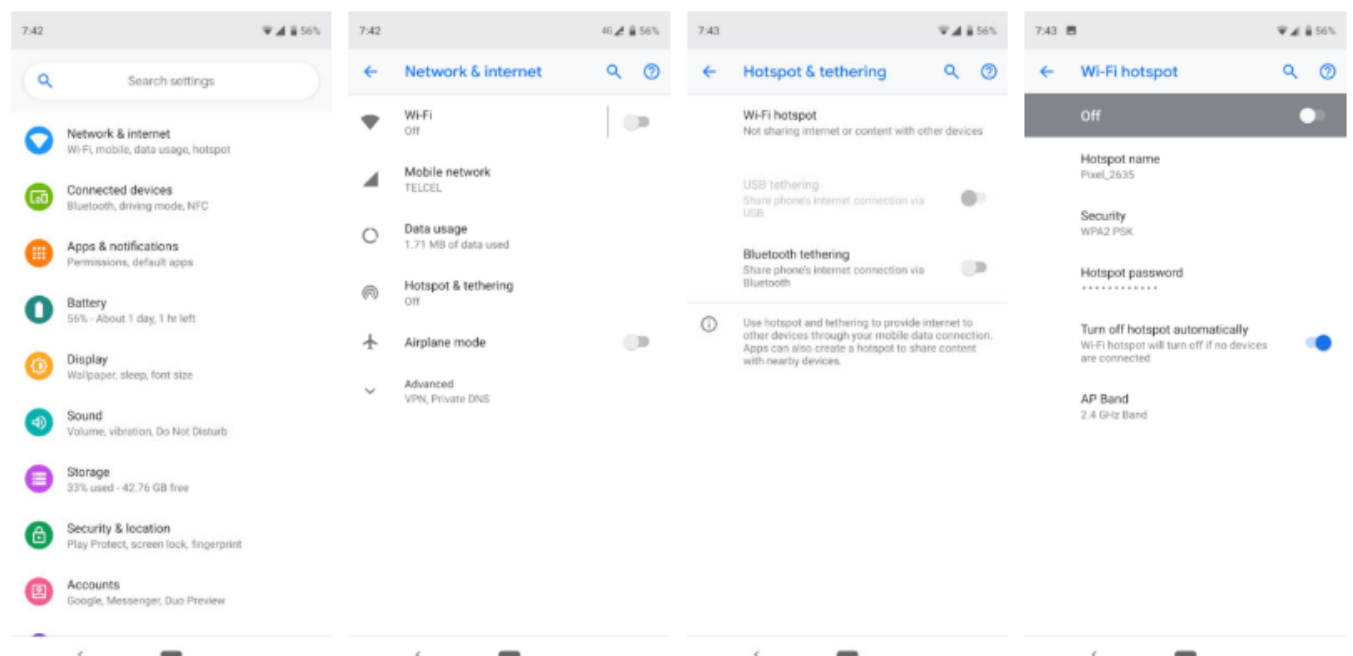 7:42
56%
Search settings
Network & internet
Wi-Fi, mobile, data usage, hotspot
Connected devices
Bluetooth, driving mode, NFC
Apps & notifications
Permissions, default apps
Battery
56% - About 1 day, 1 hr left
Display
Wallpaper, sleep, font size
Sound
Volume, vibration, Do Not Disturb
Storage
33% used - 42.76 GB free
Security & location
Play Protect, screen lock, fingerprint
Accounts
Google, Messenger, Duo Preview
7:42
4G 56%
Network & internet
Wi-Fi
Off
Mobile network
TELCEL
Data usage
1.71 MB of data used
Hotspot & tethering
Off
Airplane mode
Advanced
VPN, Private DNS
7:43
56%
Hotspot & tethering
Wi-Fi hotspot
Not sharing internet or content with other devices
USB tethering
Share phone's internet connection via
USB
Bluetooth tethering
Share phone's internet connection via
Bluetooth
Use hotspot and tethering to provide internet to
other devices through your mobile data connection.
Apps can also create a hotspot to share content
with nearby devices.
7:43
56%
Wi-Fi hotspot
Off
Hotspot name
Pixel_2635
Security
WPA2 PSK
Hotspot password
············
Turn off hotspot automatically
Wi-Fi hotspot will turn off if no devices
are connected
AP Band
2.4 GHz Band